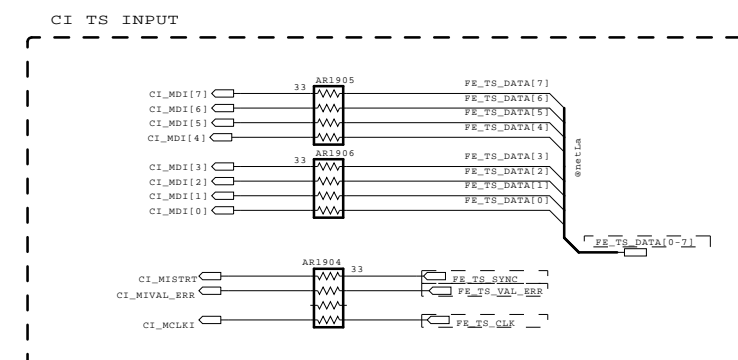 CI TS INPUT
AR1905
33
CI_MDI[7] FE_TS_DATA[7]
CI_MDI[6] FE_TS_DATA[6]
CI_MDI[5] FE_TS_DATA[5]
CI_MDI[4] FE_TS_DATA[4]
AR1906
33
CI_MDI[3] FE_TS_DATA[3]
CI_MDI[2] FE_TS_DATA[2]
CI_MDI[1] FE_TS_DATA[1]
CI_MDI[0] FE_TS_DATA[0]
@netLa
FE_TS_DATA[0-7]
AR1904
33
CI_MISTRT FE_TS_SYNC
CI_MIVAL_ERR FE_TS_VAL_ERR
CI_MCLKI FE_TS_CLK